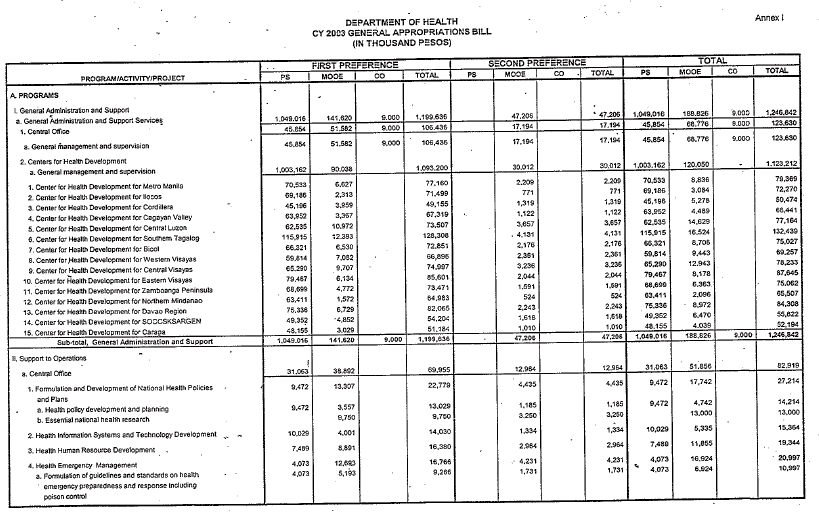 Annex I
DEPARTMENT OF HEALTH
CY 2003 GENERAL APPROPRIATIONS BILL
(IN THOUSAND PESOS)
FIRST PREFERENCE SECOND PREFERENCE TOTAL
PROGRAM/ACTIVITY/PROJECT PS MOOE CO TOTAL PS MOOE CO TOTAL PS MOOE CO TOTAL
A. PROGRAMS
I. General Administration and Support
a. General Administration and Support Services 1,049,016 141,620 9,000 1,199,636 47,206 47,206 1,049,016 188,826 9,000 1,246,842
1. Central Office 45,854 51,582 9,000 106,436 17,194 17,194 45,854 68,776 9,000 123,630
a. General management and supervision 45,854 51,582 9,000 106,436 17,194 17,194 45,854 68,776 9,000 123,630
2. Centers for Health Development
a. General management and supervision 1,003,162 90,038 1,093,200 30,012 30,012 1,003,162 120,050 - 1,123,212
1. Center for Health Development for Metro Manila 70,533 6,627 77,160 2,209 2,209 70,533 8,836 79,369
2. Center for Health Development for Ilocos 69,186 2,313 71,499 771 771 69,186 3,084 72,270
3. Center for Health Development for Cordillera 45,196 3,959 49,155 1,319 1,319 45,196 5,278 50,474
4. Center for Health Development for Cagayan Valley 63,952 3,367 67,319 1,122 1,122 63,952 4,489 68,441
5. Center for Health Development for Central Luzon 62,535 10,972 73,507 3,657 3,657 62,535 14,629 77,164
6. Center for Health Development for Southern Tagalog 115,915 12,393 128,308 4,131 4,131 115,915 16,524 132,439
7. Center for Health Development for Bicol 66,321 6,530 72,851 2,176 2,176 66,321 8,706 75,027
8. Center for Health Development for Western Visayas 59,814 7,082 66,896 2,361 2,361 59,814 9,443 69,257
9. Center for Health Development for Central Visayas 65,290 9,707 74,997 3,236 3,236 65,290 12,943 78,233
10. Center for Health Development for Eastern Visayas 79,467 6,134 85,601 2,044 2,044 79,467 8,178 87,645
11. Center for Health Development for Zamboanga Peninsula 68,699 4,772 73,471 1,591 1,591 68,699 6,363 75,062
12. Center for Health Development for Northern Mindanao 63,411 1,572 64,983 524 524 63,411 2,096 65,507
13. Center for Health Development for Davao Region 75,336 6,729 82,065 2,243 2,243 75,336 8,972 84,308
14. Center for Health Development for SOCCSKSARGEN 49,352 4,852 54,204 1,618 1,618 49,352 6,470 55,822
15. Center for Health Development for Caraga 48,155 3,029 51,184 1,010 1,010 48,155 4,039 52,194
Sub-total, General Administration and Support 1,049,016 141,620 9,000 1,199,636 47,206 47,206 1,049,016 188,826 9,000 1,246,842
II. Support to Operations
a. Central Office 31,063 38,892 69,955 12,964 12,964 31,063 51,856 82,919
1. Formulation and Development of National Health Policies 9,472 13,307 22,779 4,435 4,435 9,472 17,742 27,214
and Plans
a. Health policy development and planning 9,472 3,557 13,029 1,185 1,185 9,472 4,742 14,214
b. Essential national health research 9,750 9,750 3,250 3,250 13,000 13,000
2. Health Information Systems and Technology Development 10,029 4,001 14,030 1,334 1,334 10,029 5,335 15,364
3. Health Human Resource Development 7,489 8,891 16,380 2,964 2,964 7,489 11,855 19,344
4. Health Emergency Management 4,073 12,693 16,766 4,231 4,231 4,073 16,924 20,997
a. Formulation of guidelines and standards on health 4,073 5,193 9,266 1,731 1,731 4,073 6,924 10,997
emergency preparedness and response including
poison control